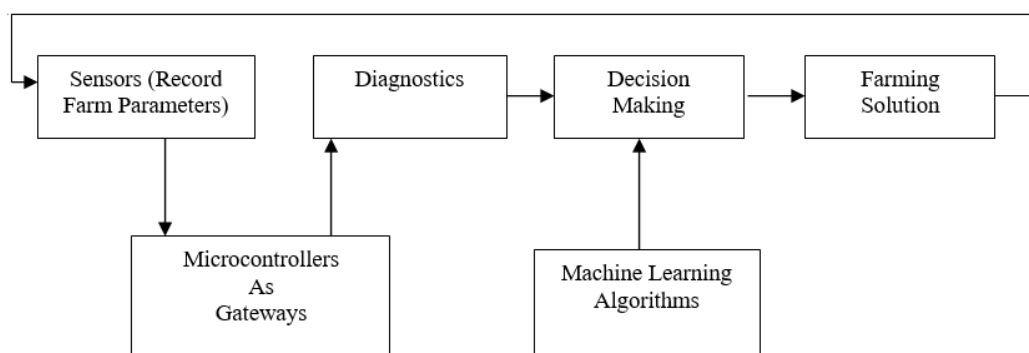 Sensors (Record
Farm Parameters)
Diagnostics
Decision
Making
Farming
Solution
Microcontrollers
As
Gateways
Machine Learning
Algorithms